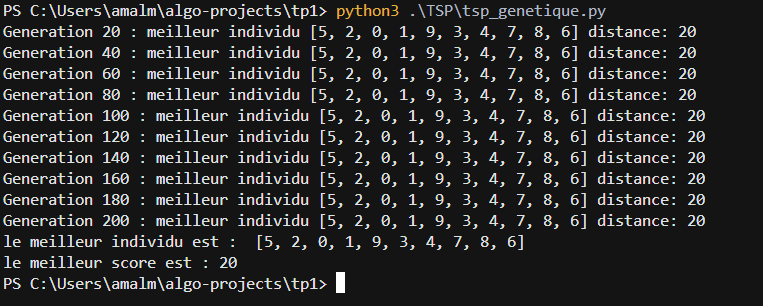 PS C:\Users\amalm\algo-projects\tp1> python3 .\TSP\tsp_genetique.py
Generation 20 : meilleur individu [5, 2, 0, 1, 9, 3, 4, 7, 8, 6] distance: 20
Generation 40 : meilleur individu [5, 2, 0, 1, 9, 3, 4, 7, 8, 6] distance: 20
Generation 60 : meilleur individu [5, 2, 0, 1, 9, 3, 4, 7, 8, 6] distance: 20
Generation 80 : meilleur individu [5, 2, 0, 1, 9, 3, 4, 7, 8, 6] distance: 20
Generation 100 : meilleur individu [5, 2, 0, 1, 9, 3, 4, 7, 8, 6] distance: 20
Generation 120 : meilleur individu [5, 2, 0, 1, 9, 3, 4, 7, 8, 6] distance: 20
Generation 140 : meilleur individu [5, 2, 0, 1, 9, 3, 4, 7, 8, 6] distance: 20
Generation 160 : meilleur individu [5, 2, 0, 1, 9, 3, 4, 7, 8, 6] distance: 20
Generation 180 : meilleur individu [5, 2, 0, 1, 9, 3, 4, 7, 8, 6] distance: 20
Generation 200 : meilleur individu [5, 2, 0, 1, 9, 3, 4, 7, 8, 6] distance: 20
le meilleur individu est :  [5, 2, 0, 1, 9, 3, 4, 7, 8, 6]
le meilleur score est : 20
PS C:\Users\amalm\algo-projects\tp1>